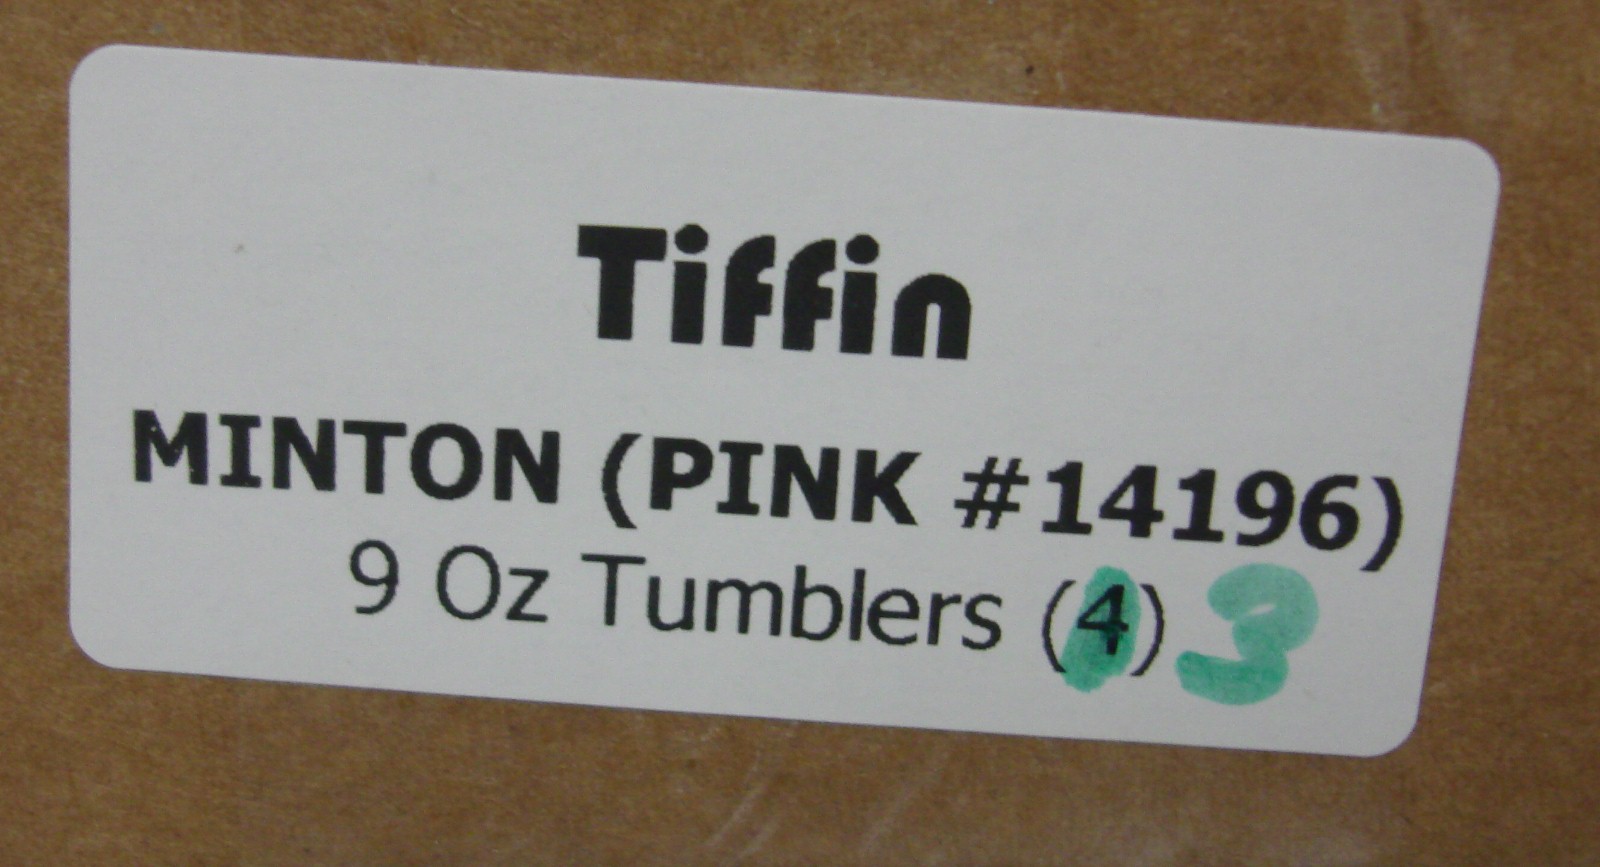 Tiffin
MINTON (PINK #14196)
9 Oz Tumblers (4) 3